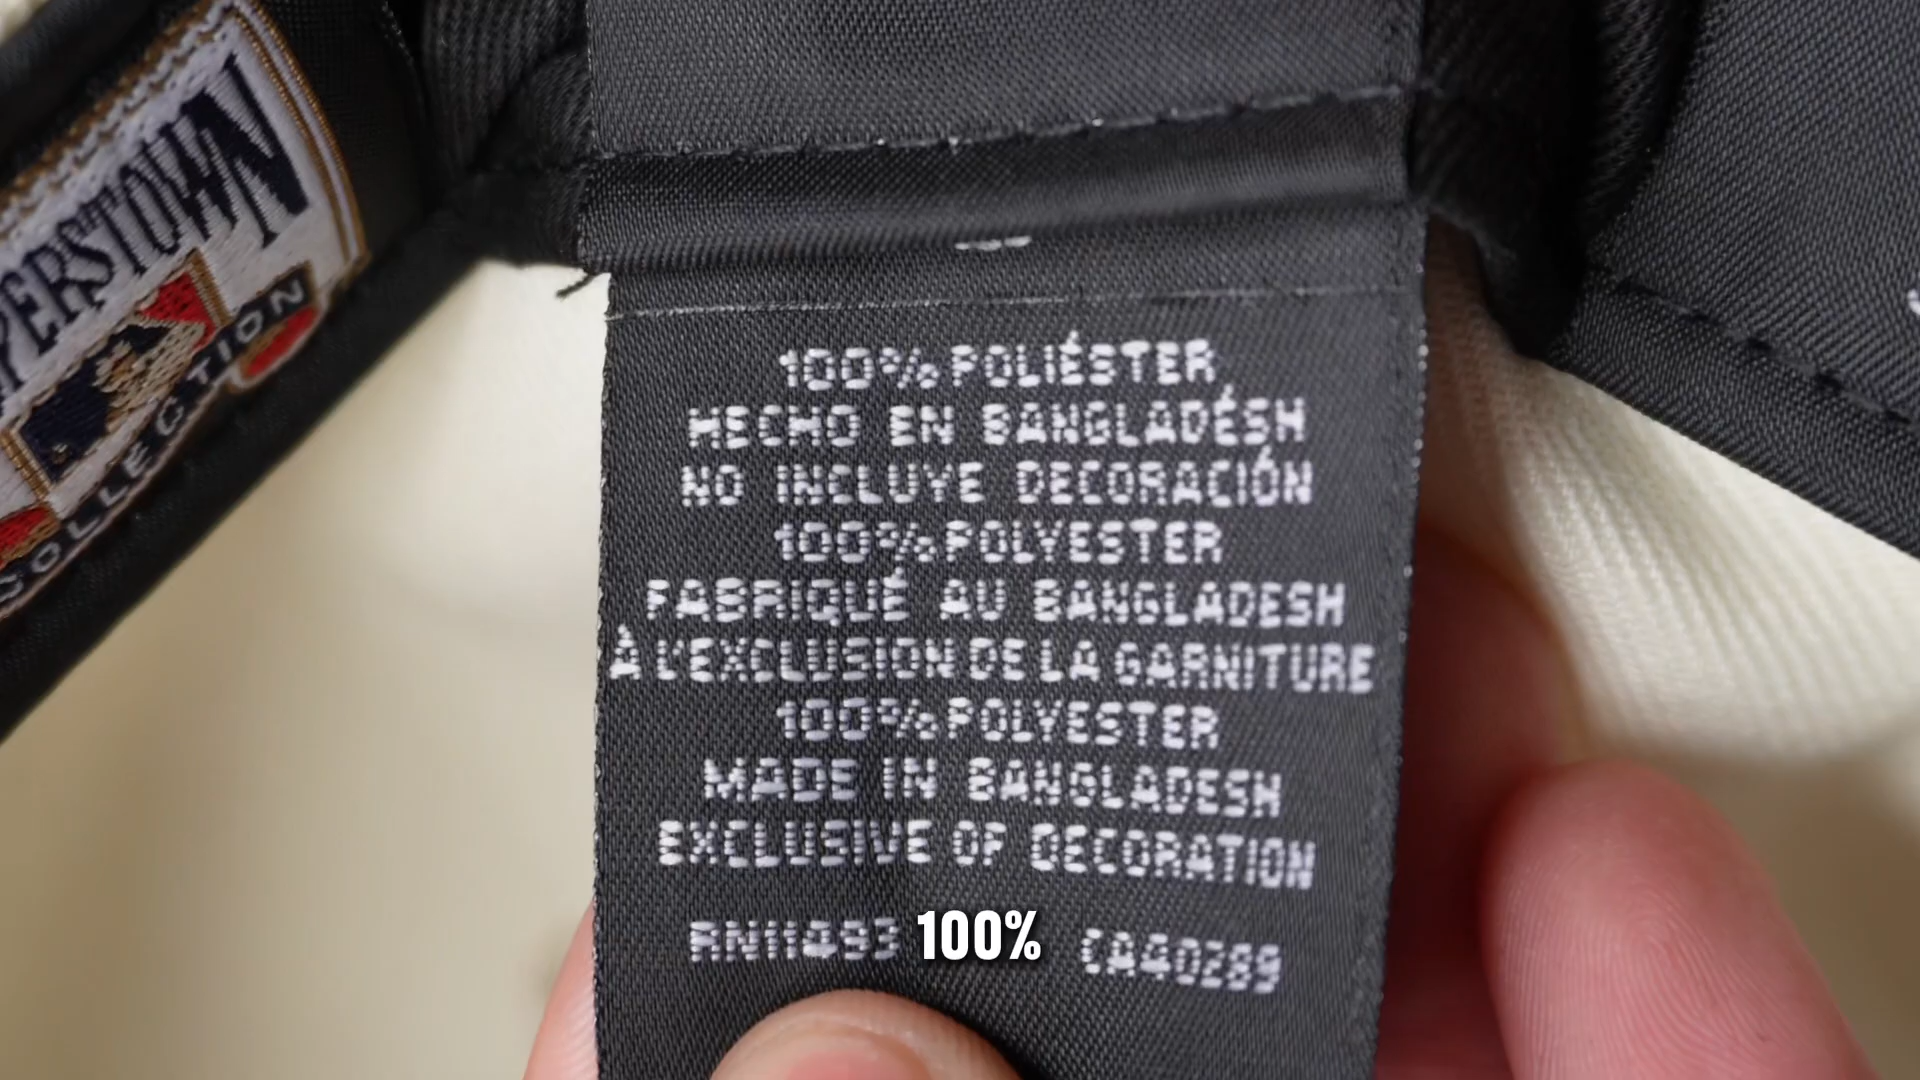 PERSTOWN
COLLECTION
100% POLIÉSTER
HECHO EN BANGLADÉSH
NO INCLUYE DECORACIÓN
100% POLYESTER
FABRIQUÉ AU BANGLADESH
À L'EXCLUSION DE LA GARNITURE
100% POLYESTER
MADE IN BANGLADESH
EXCLUSIVE OF DECORATION
RN11493 100% CA40289